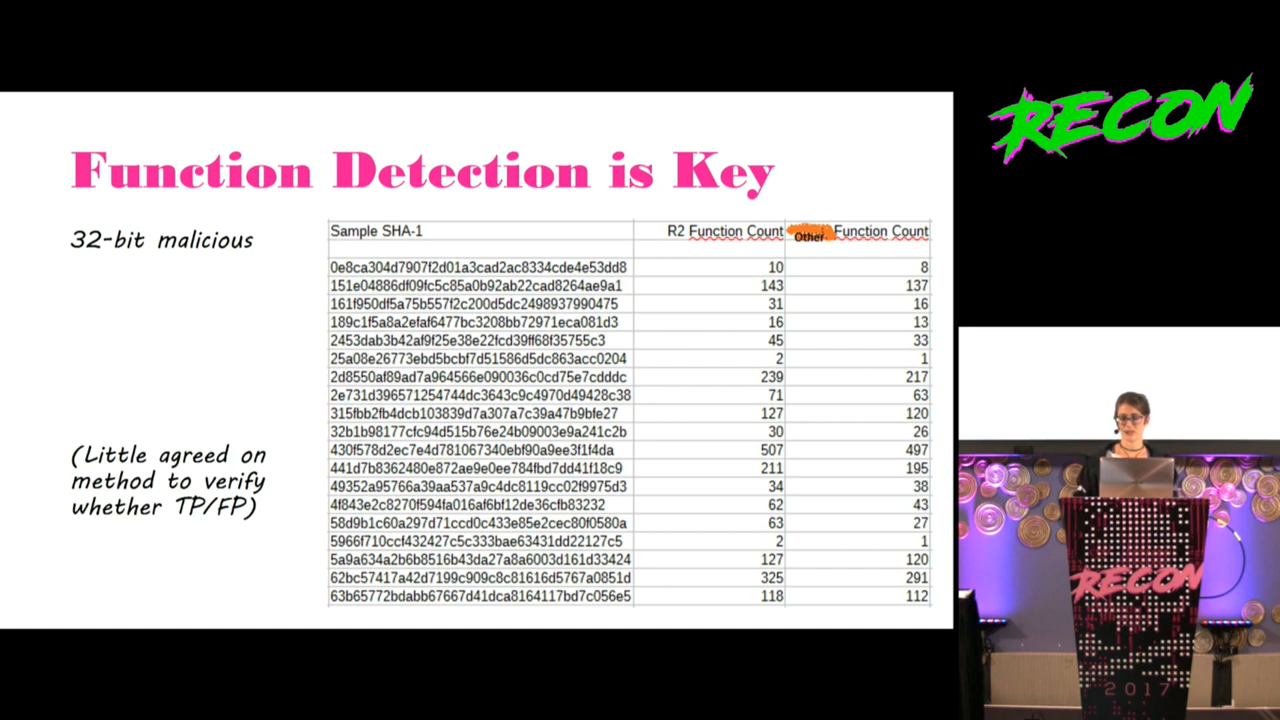 RECON
Function Detection is Key
32-bit malicious
(Little agreed on
method to verify
whether TP/FP)
Sample SHA-1 R2 Function Count Other Function Count
0e8ca304d7907f2d01a3cad2ac8334cde4e53dd8 10 8
151e04886df09fc5c85a0b92ab22cad8264ae9a1 143 137
161f950df5a75b557f2c200d5dc2498937990475 31 16
189c1f5a8a2efaf6477bc3208bb72971eca081d3 16 13
2453dab3b42af9f25e38e22fcd39ff68f35755c3 45 33
25a08e26773ebd5bcbf7d51586d5dc863acc0204 2 1
2d8550af89ad7a964566e090036c0cd75e7cdddc 239 217
2e731d396571254744dc3643c9c4970d49428c38 71 63
315fbb2fb4dcb103839d7a307a7c39a47b9bfe27 127 120
32b1b98177cfc94d515b76e24b09003e9a241c2b 30 26
430f578d2ec7e4d781067340ebf90a9ee3f1f4da 507 497
441d7b8362480e872ae9e0ee784fbd7dd41f18c9 211 195
49352a95766a39aa537a9c4dc8119cc02f9975d3 34 38
4f843e2c8270f594fa016af6bf12de36cfb83232 62 43
58d9b1c60a297d71ccd0c433e85e2cec80f0580a 63 27
5966f710ccf432427c5c333bae63431dd22127c5 2 1
5a9a634a2b6b8516b43da27a8a6003d161d33424 127 120
62bc57417a42d7199c909c8c81616d5767a0851d 325 291
63b65772bdabb67667d41dca8164117bd7c056e5 118 112
RECON
2017